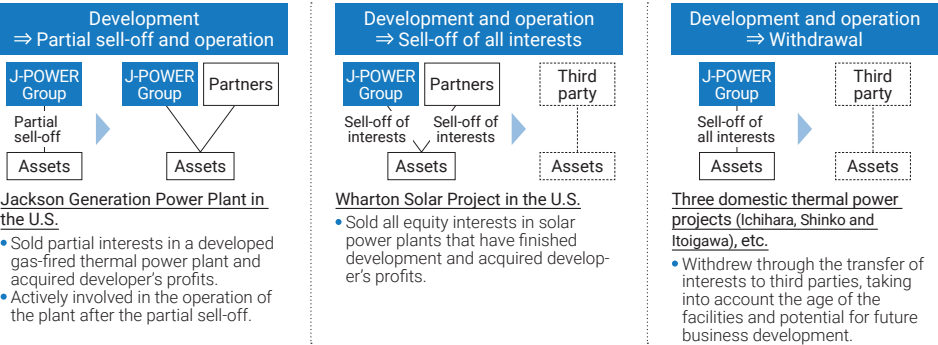 Development
⇒ Partial sell-off and operation
J-POWER
Group
Partial
sell-off
Assets
J-POWER
Group
Partners
Assets
Jackson Generation Power Plant in
the U.S.
• Sold partial interests in a developed
gas-fired thermal power plant and
acquired developer's profits.
• Actively involved in the operation of
the plant after the partial sell-off.
Development and operation
⇒ Sell-off of all interests
J-POWER
Group
Partners
Sell-off of
interests
Sell-off of
interests
Assets
Third
party
Assets
Wharton Solar Project in the U.S.
• Sold all equity interests in solar
power plants that have finished
development and acquired develop-
er's profits.
Development and operation
⇒ Withdrawal
J-POWER
Group
Sell-off of
all interests
Assets
Third
party
Assets
Three domestic thermal power
projects (Ichihara, Shinko and
Itoigawa), etc.
• Withdrew through the transfer of
interests to third parties, taking
into account the age of the
facilities and potential for future
business development.